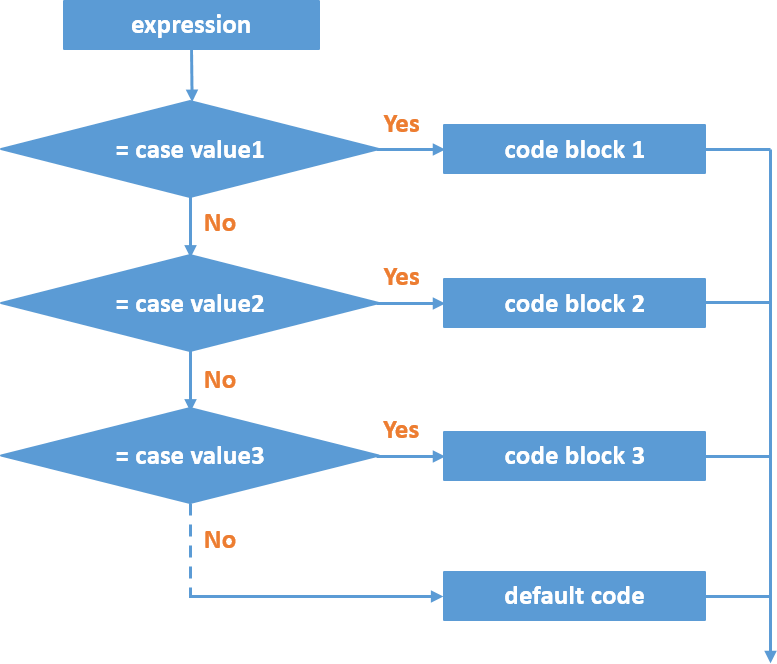 expression
Yes
= case value1
code block 1
No
Yes
= case value2
code block 2
No
Yes
= case value3
code block 3
No
default code